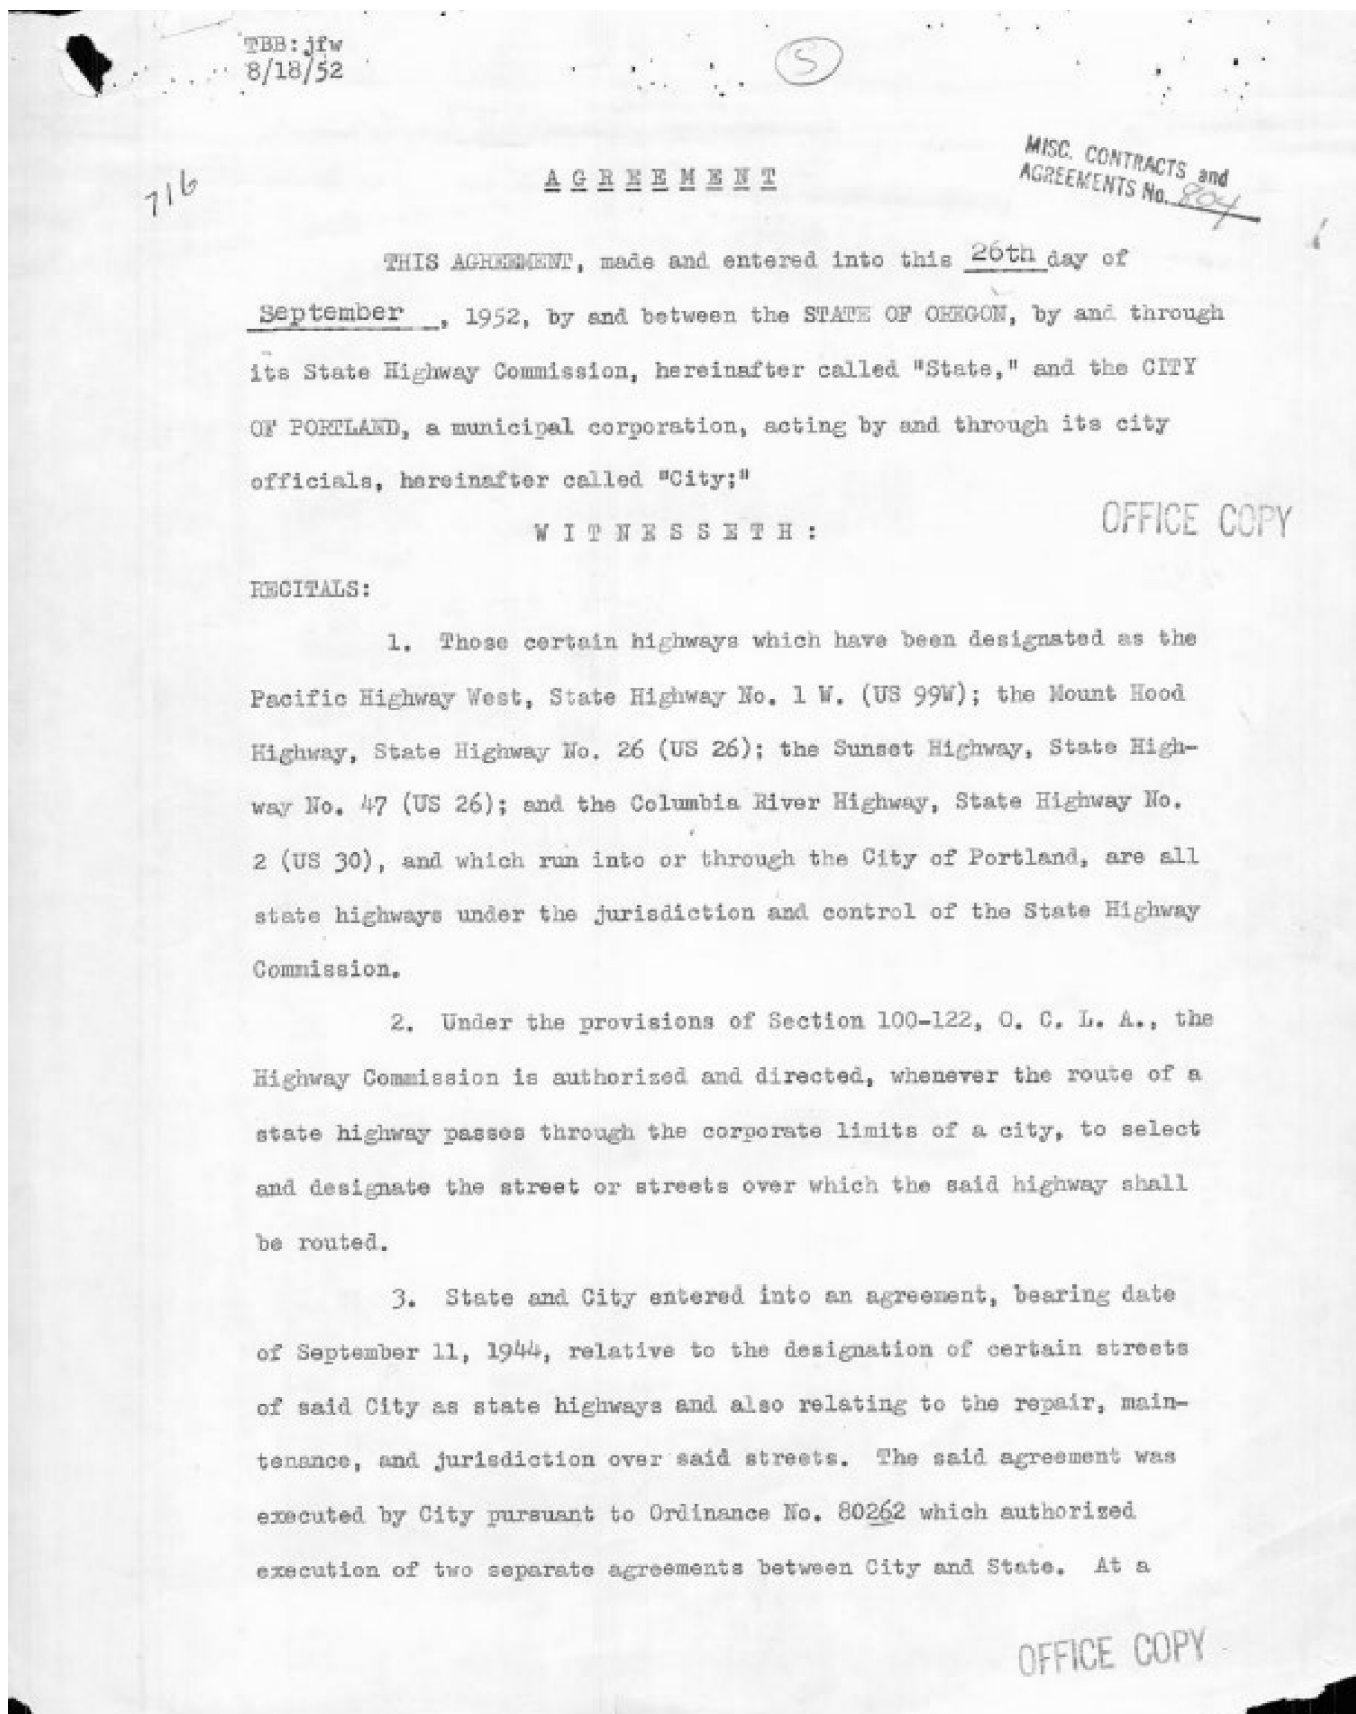 TBB:jfw
8/18/52
S
716
MISC. CONTRACTS and
AGREEMENTS No. 804
AGREEMENT
THIS AGREEMENT, made and entered into this 26th day of
September, 1952, by and between the STATE OF OREGON, by and through
its State Highway Commission, hereinafter called "State," and the CITY
OF PORTLAND, a municipal corporation, acting by and through its city
officials, hereinafter called "City;"
OFFICE COPY
WITNESSETH:
RECITALS:
1. Those certain highways which have been designated as the
Pacific Highway West, State Highway No. 1 W. (US 99W); the Mount Hood
Highway, State Highway No. 26 (US 26); the Sunset Highway, State High-
way No. 47 (US 26); and the Columbia River Highway, State Highway No.
2 (US 30), and which run into or through the City of Portland, are all
state highways under the jurisdiction and control of the State Highway
Commission.
2. Under the provisions of Section 100-122, O. C. L. A., the
Highway Commission is authorized and directed, whenever the route of a
state highway passes through the corporate limits of a city, to select
and designate the street or streets over which the said highway shall
be routed.
3. State and City entered into an agreement, bearing date
of September 11, 1944, relative to the designation of certain streets
of said City as state highways and also relating to the repair, main-
tenance, and jurisdiction over said streets. The said agreement was
executed by City pursuant to Ordinance No. 80262 which authorized
execution of two separate agreements between City and State. At a
OFFICE COPY